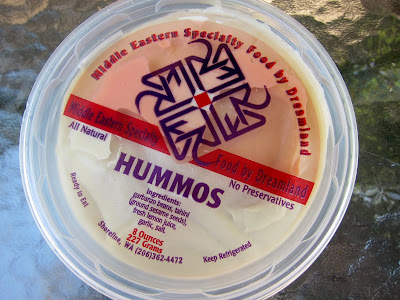 Middle Eastern Specialty Food by Dreamland
Middle Eastern Specialty
Food by Dreamland
All Natural
No Preservatives
HUMMOS
Ready to Eat
Ingredients:
garbanzo beans, tahini
(ground sesame seeds),
fresh lemon juice,
garlic, salt.
8 Ounces
227 Grams
Shoreline, WA (206)362-4472
Keep Refrigerated